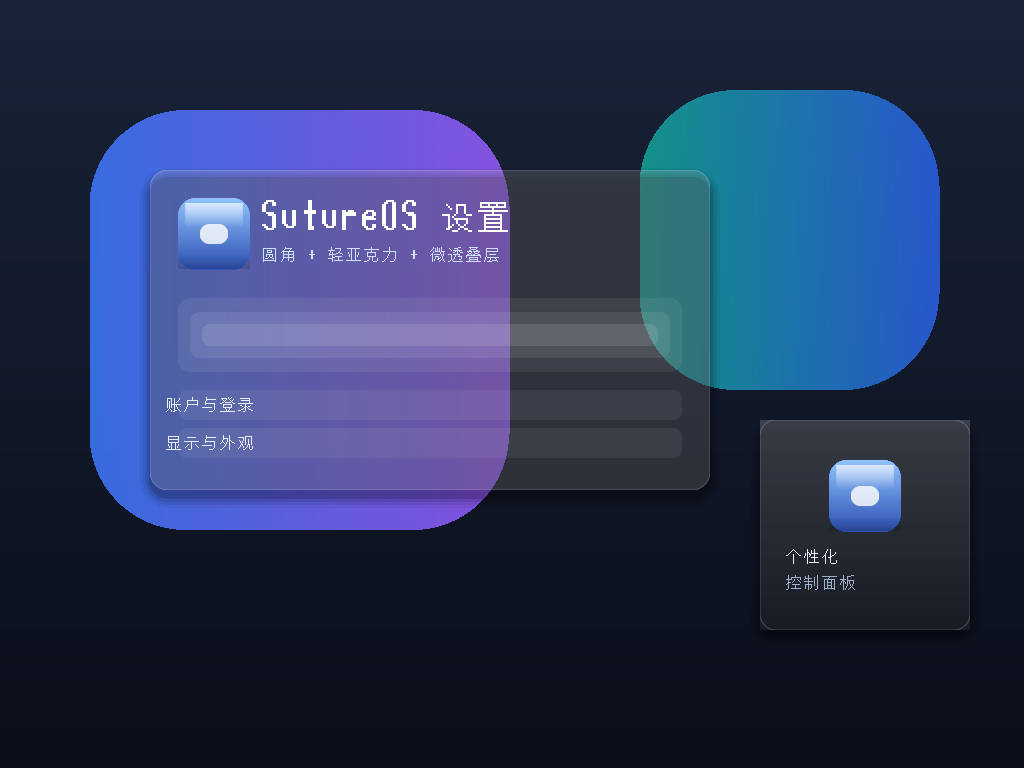 SutureOS 设置
圆角 + 轻亚克力 + 微透叠层
账户与登录
显示与外观
个性化
控制面板